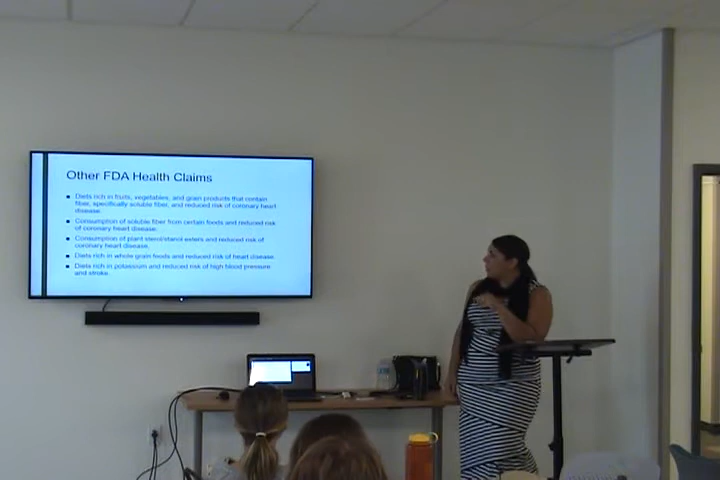 Other FDA Health Claims
Diets rich in fruits, vegetables, and grain products that contain
fiber, specifically soluble fiber, and reduced risk of coronary heart
disease.
Consumption of soluble fiber from certain foods and reduced risk
of coronary heart disease.
Consumption of plant sterol/stanol esters and reduced risk of
coronary heart disease.
Diets rich in whole grain foods and reduced risk of heart disease.
Diets rich in potassium and reduced risk of high blood pressure
and stroke.